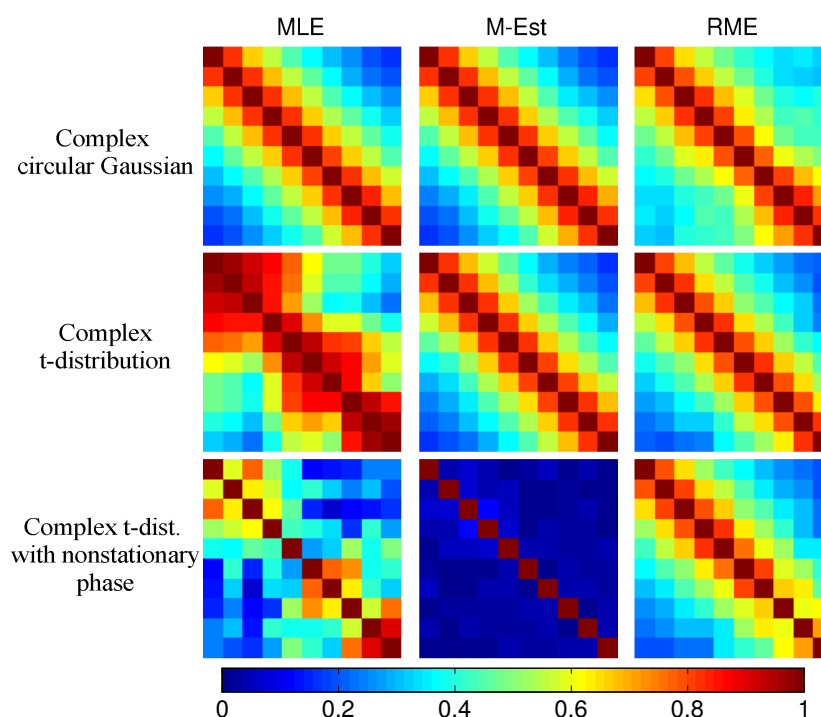 MLE M-Est RME
Complex
circular Gaussian
Complex
t-distribution
Complex t-dist.
with nonstationary
phase
0 0.2 0.4 0.6 0.8 1